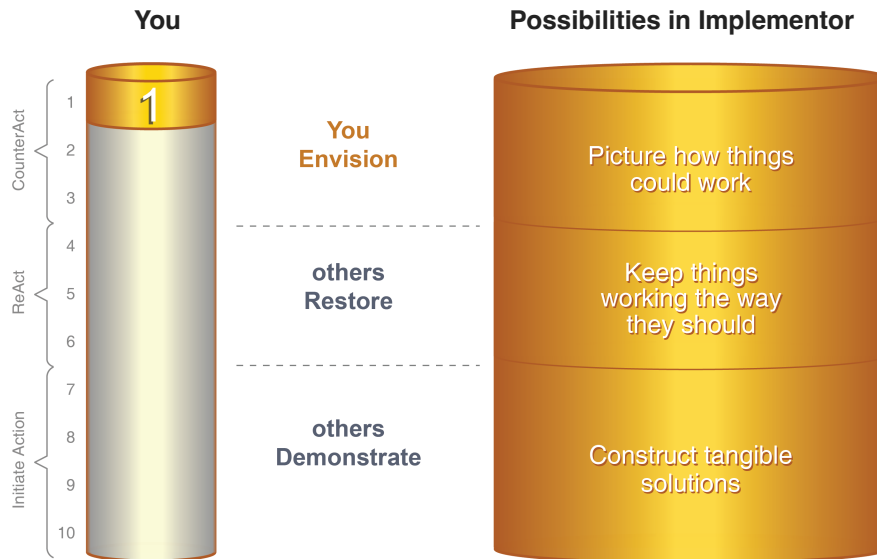 You
Possibilities in Implementor
CounterAct
1
2
3
ReAct
4
5
6
Initiate Action
7
8
9
10
1
You
Envision
others
Restore
others
Demonstrate
Picture how things
could work
Keep things
working the way
they should
Construct tangible
solutions